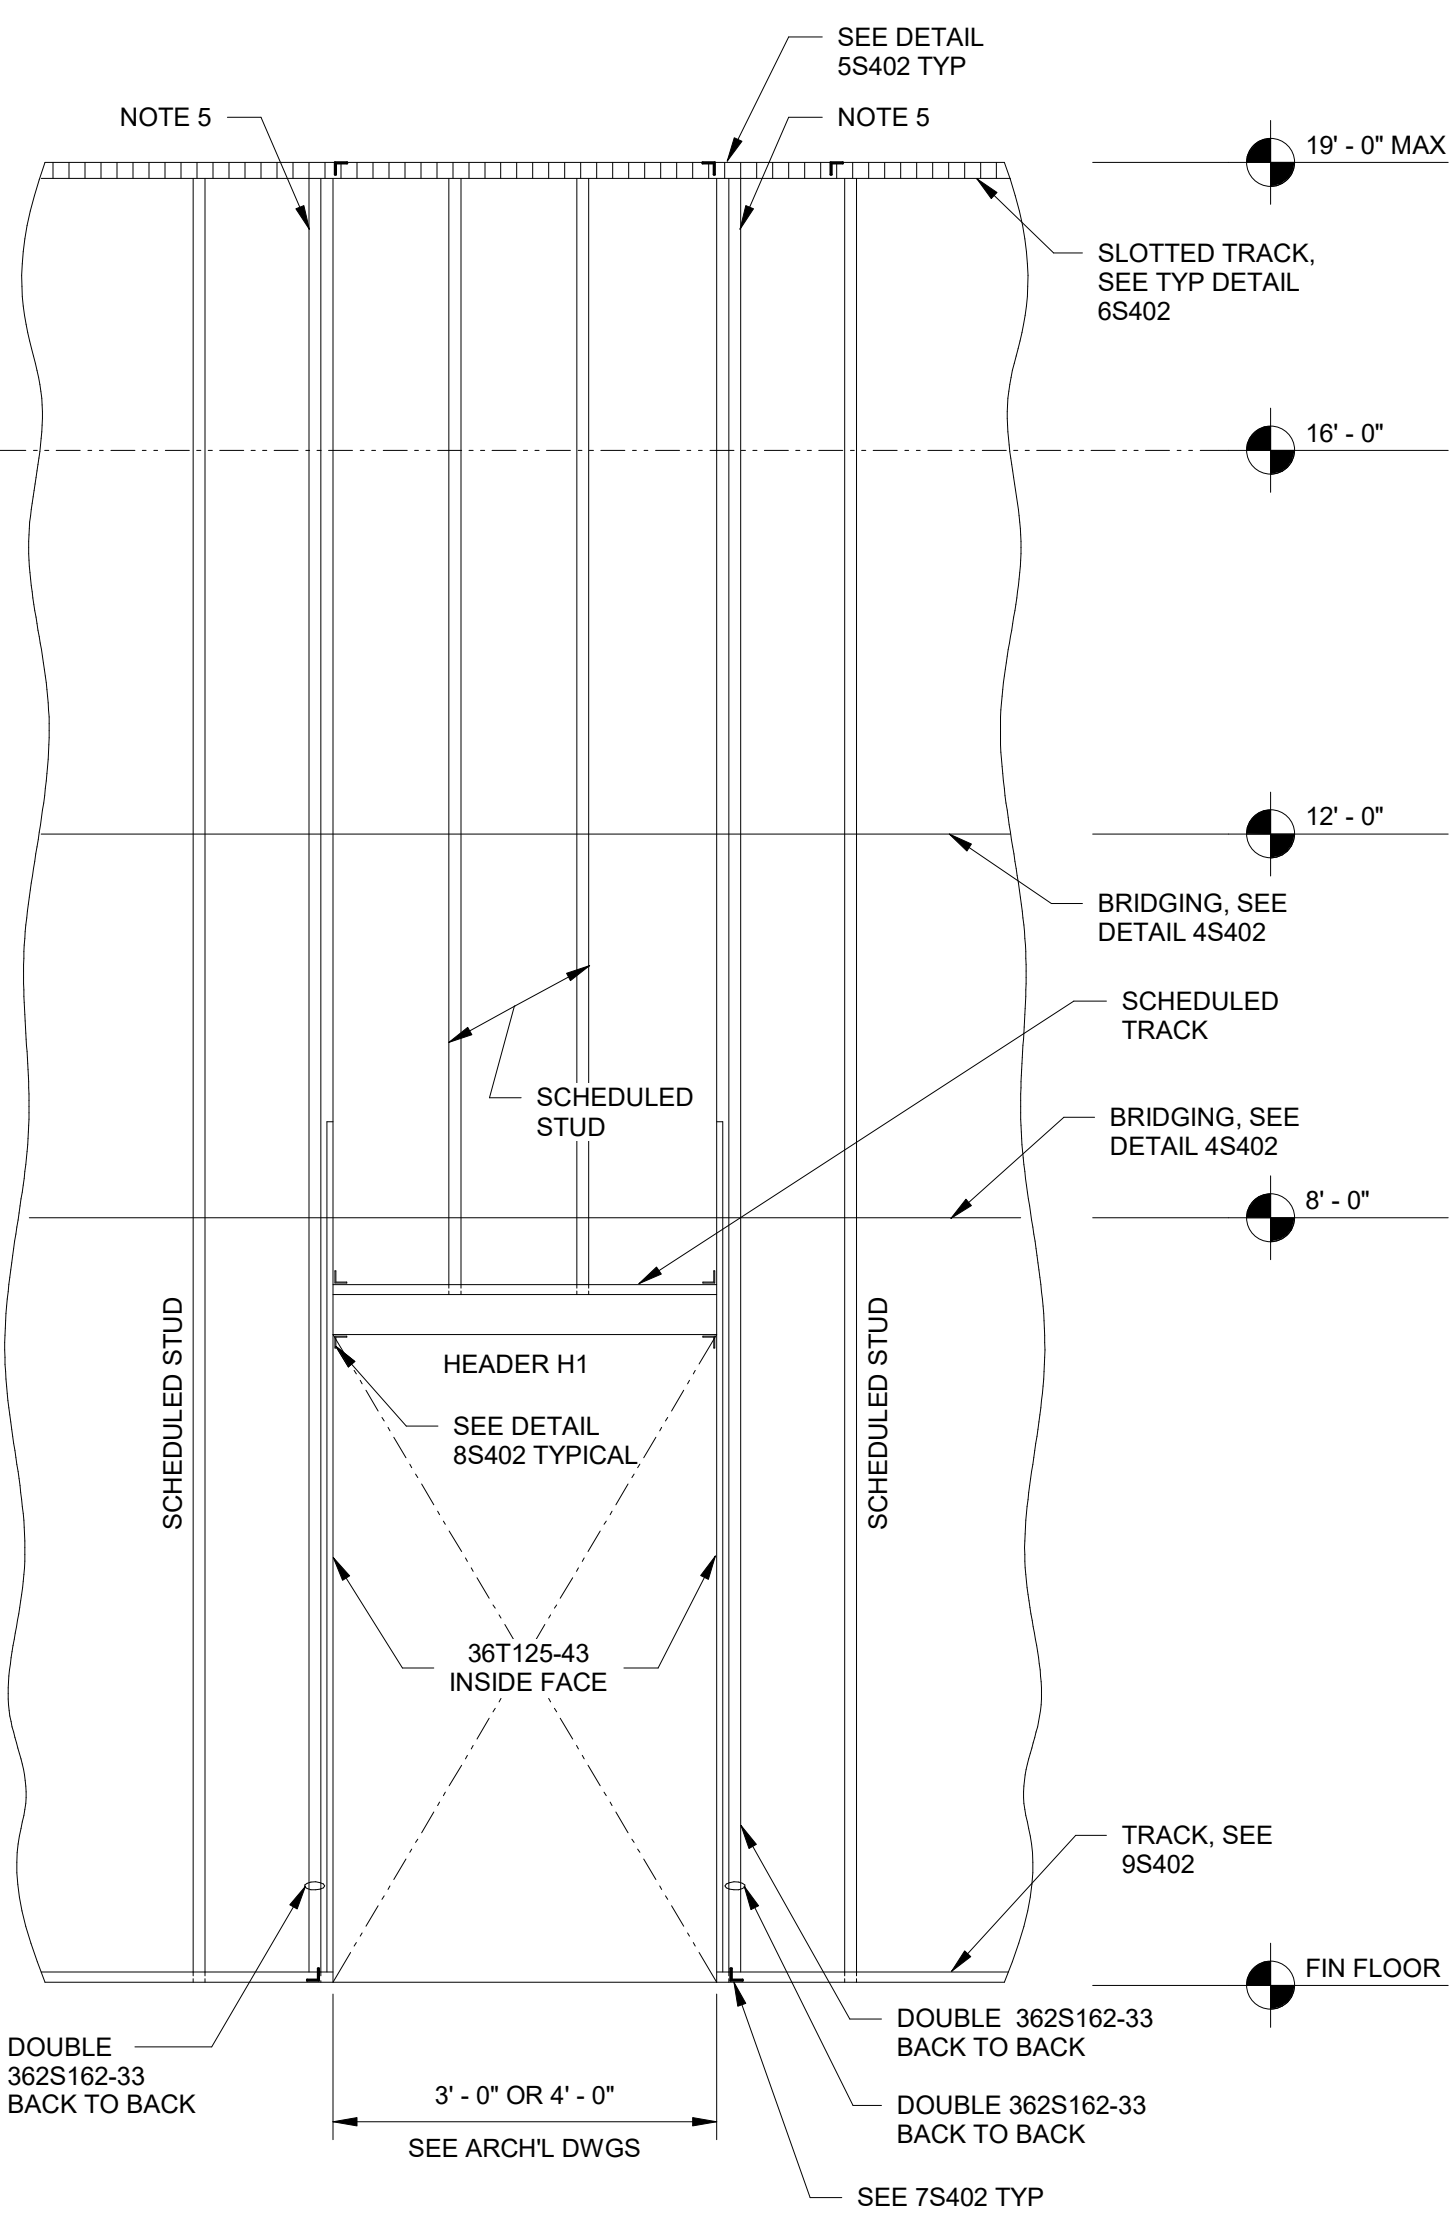 SEE DETAIL
5S402 TYP
NOTE 5
NOTE 5
19' - 0" MAX
SLOTTED TRACK,
SEE TYP DETAIL
6S402
16' - 0"
12' - 0"
BRIDGING, SEE
DETAIL 4S402
SCHEDULED
TRACK
SCHEDULED
STUD
BRIDGING, SEE
DETAIL 4S402
8' - 0"
SCHEDULED STUD
SCHEDULED STUD
HEADER H1
SEE DETAIL
8S402 TYPICAL
36T125-43
INSIDE FACE
TRACK, SEE
9S402
FIN FLOOR
DOUBLE
362S162-33
BACK TO BACK
DOUBLE  362S162-33
BACK TO BACK
3' - 0" OR 4' - 0"
SEE ARCH'L DWGS
DOUBLE 362S162-33
BACK TO BACK
SEE 7S402 TYP